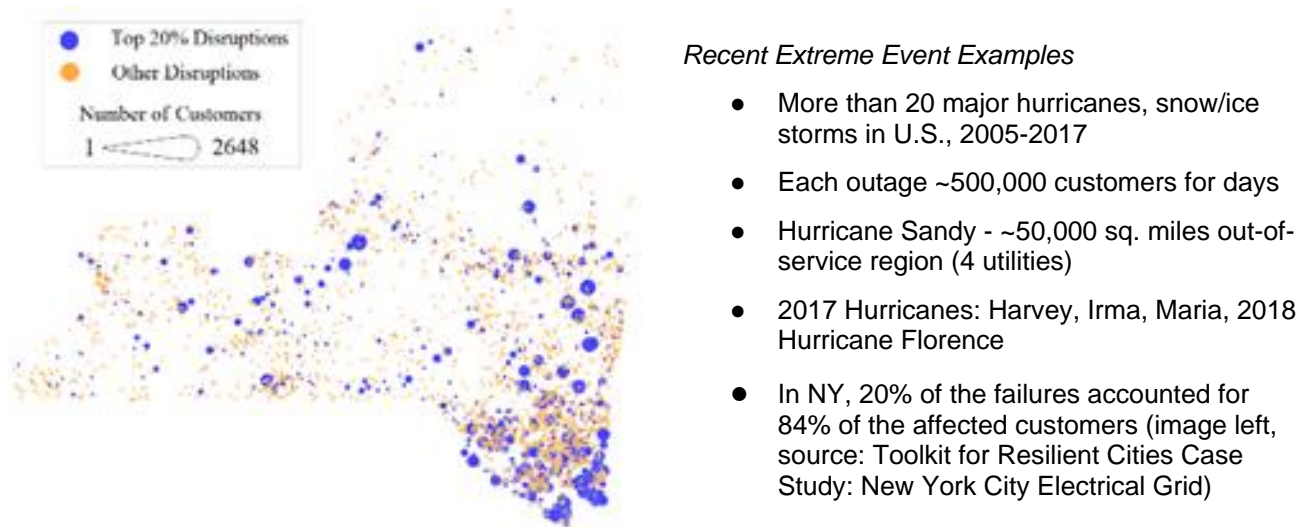 Top 20% Disruptions
Other Disruptions
Number of Customers
1 2648
Recent Extreme Event Examples
● More than 20 major hurricanes, snow/ice
storms in U.S., 2005-2017
● Each outage ~500,000 customers for days
● Hurricane Sandy - ~50,000 sq. miles out-of-
service region (4 utilities)
● 2017 Hurricanes: Harvey, Irma, Maria, 2018
Hurricane Florence
● In NY, 20% of the failures accounted for
84% of the affected customers (image left,
source: Toolkit for Resilient Cities Case
Study: New York City Electrical Grid)